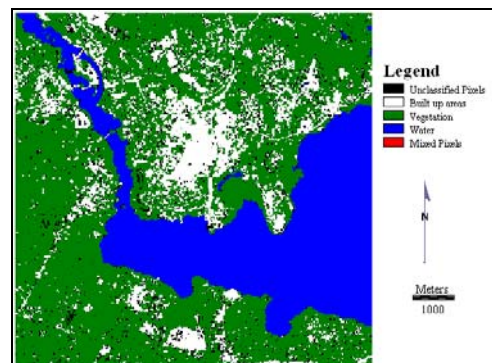 Legend
Unclassified Pixels
Built up areas
Vegetation
Water
Mixed Pixels
N
Meters
1000